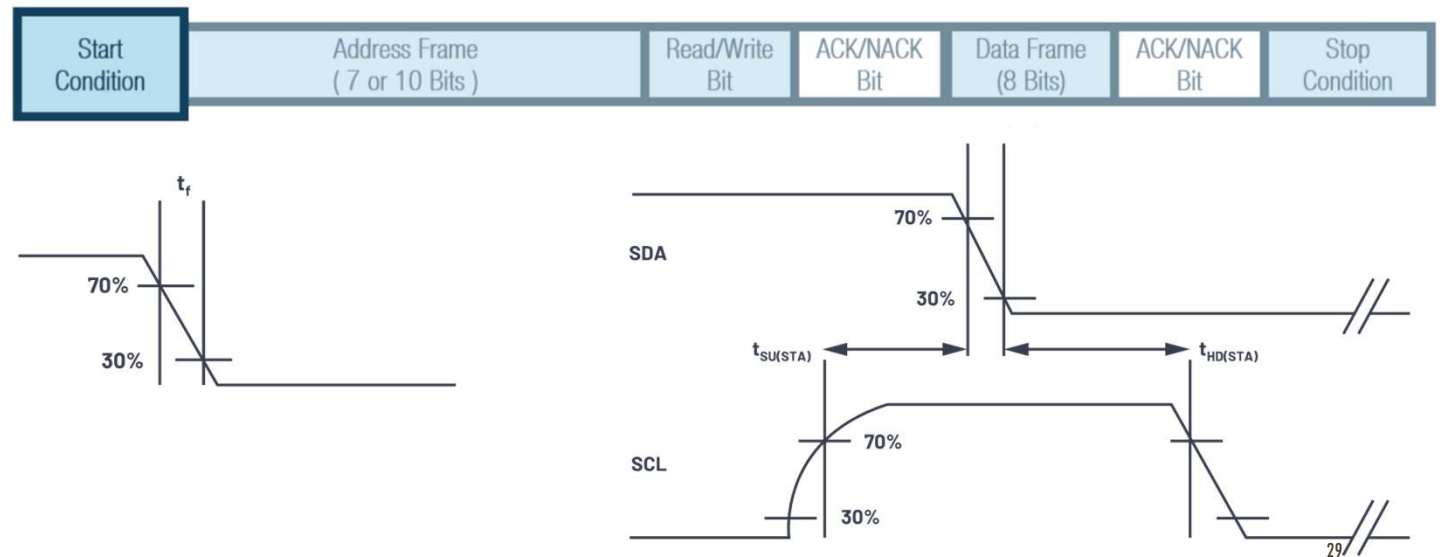 Start
Condition
Address Frame
( 7 or 10 Bits )
Read/Write
Bit
ACK/NACK
Bit
Data Frame
(8 Bits)
ACK/NACK
Bit
Stop
Condition
tf
70%
30%
SDA
70%
30%
tSU(STA)
tHD(STA)
SCL
70%
30%
29